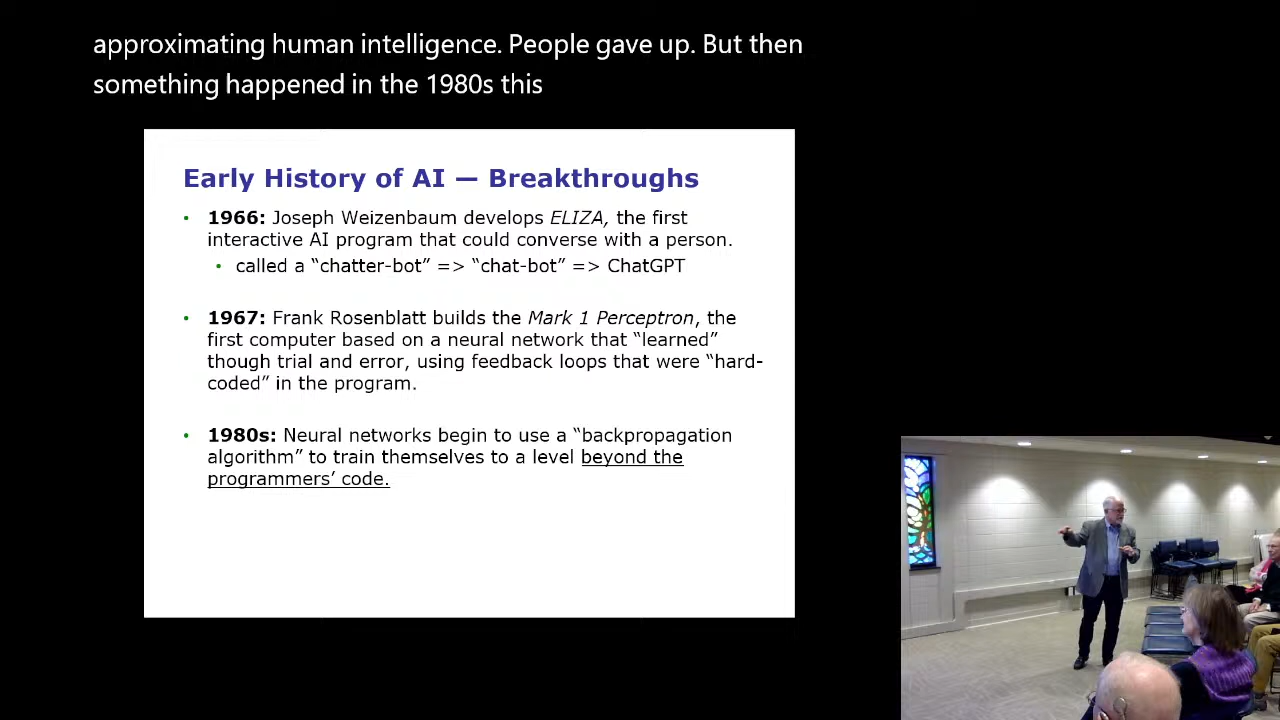 approximating human intelligence. People gave up. But then
something happened in the 1980s this
Early History of AI — Breakthroughs
• 1966: Joseph Weizenbaum develops ELIZA, the first
interactive AI program that could converse with a person.
• called a “chatter-bot” => “chat-bot” => ChatGPT
• 1967: Frank Rosenblatt builds the Mark 1 Perceptron, the
first computer based on a neural network that “learned”
though trial and error, using feedback loops that were “hard-
coded” in the program.
• 1980s: Neural networks begin to use a “backpropagation
algorithm” to train themselves to a level beyond the
programmers’ code.